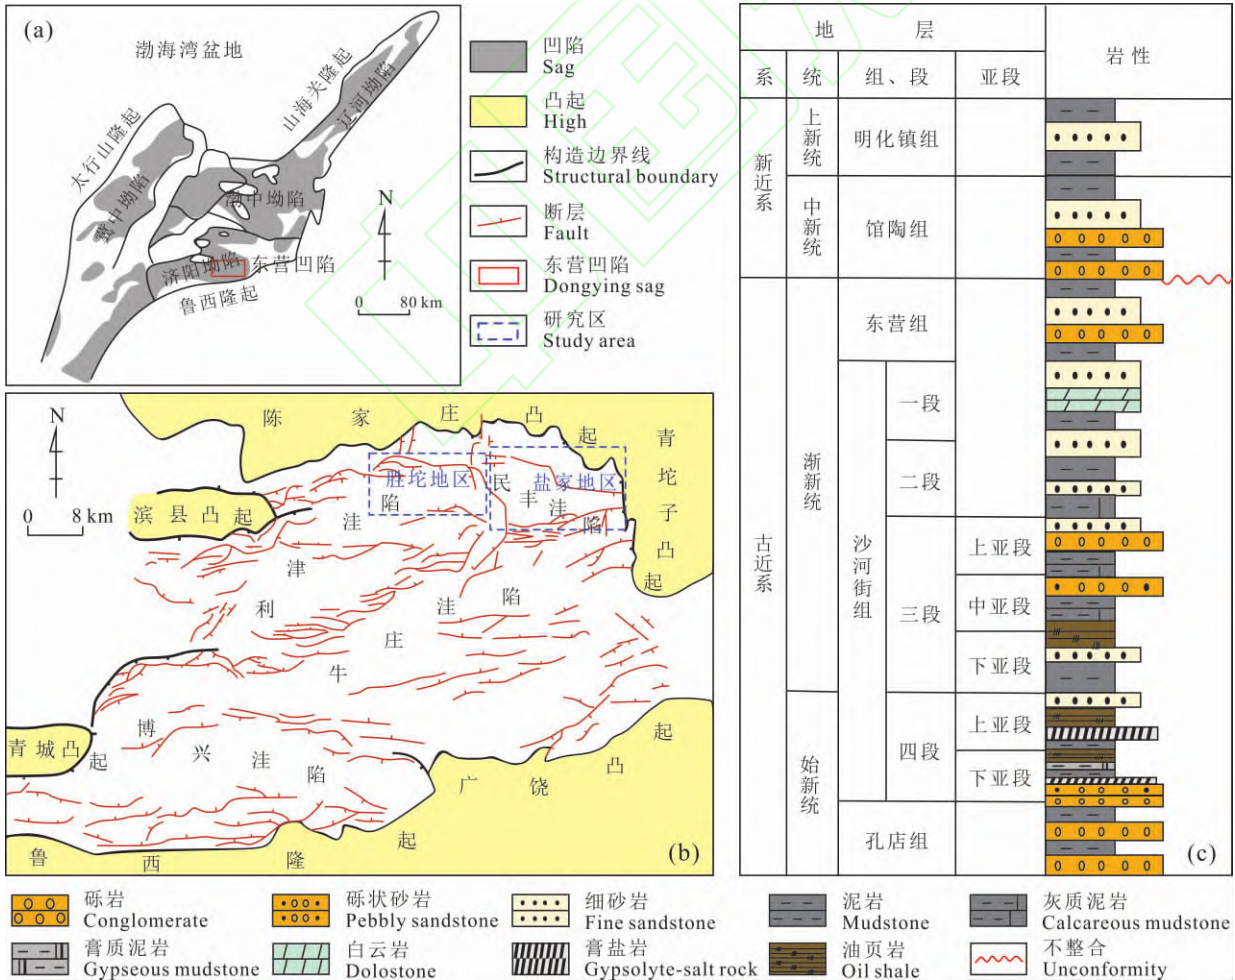 (a)
渤海湾盆地
太行山隆起
冀中坳陷
山海关隆起
辽河坳陷
渤中坳陷
济阳坳陷
东营凹陷
鲁西隆起
N
0 80 km
凹陷
Sag
凸起
High
构造边界线
Structural boundary
断层
Fault
东营凹陷
Dongying sag
研究区
Study area
N
0 8 km
陈家庄凸起
青坨子凸起
滨县凸起
胜坨地区
盐家地区
民丰洼陷
利津洼陷
牛庄洼陷
博兴洼陷
青城凸起
广饶凸起
鲁西隆起
(b)
地 层
岩性
系
统
组、段
亚段
新近系
上新统
明化镇组
中新统
馆陶组
古近系
渐新统
东营组
沙河街组
一段
二段
三段
上亚段
中亚段
下亚段
始新统
四段
上亚段
下亚段
孔店组
(c)
砾岩
Conglomerate
砾状砂岩
Pebbly sandstone
细砂岩
Fine sandstone
泥岩
Mudstone
灰质泥岩
Calcareous mudstone
膏质泥岩
Gypseous mudstone
白云岩
Dolostone
膏盐岩
Gypsolyte-salt rock
油页岩
Oil shale
不整合
Unconformity